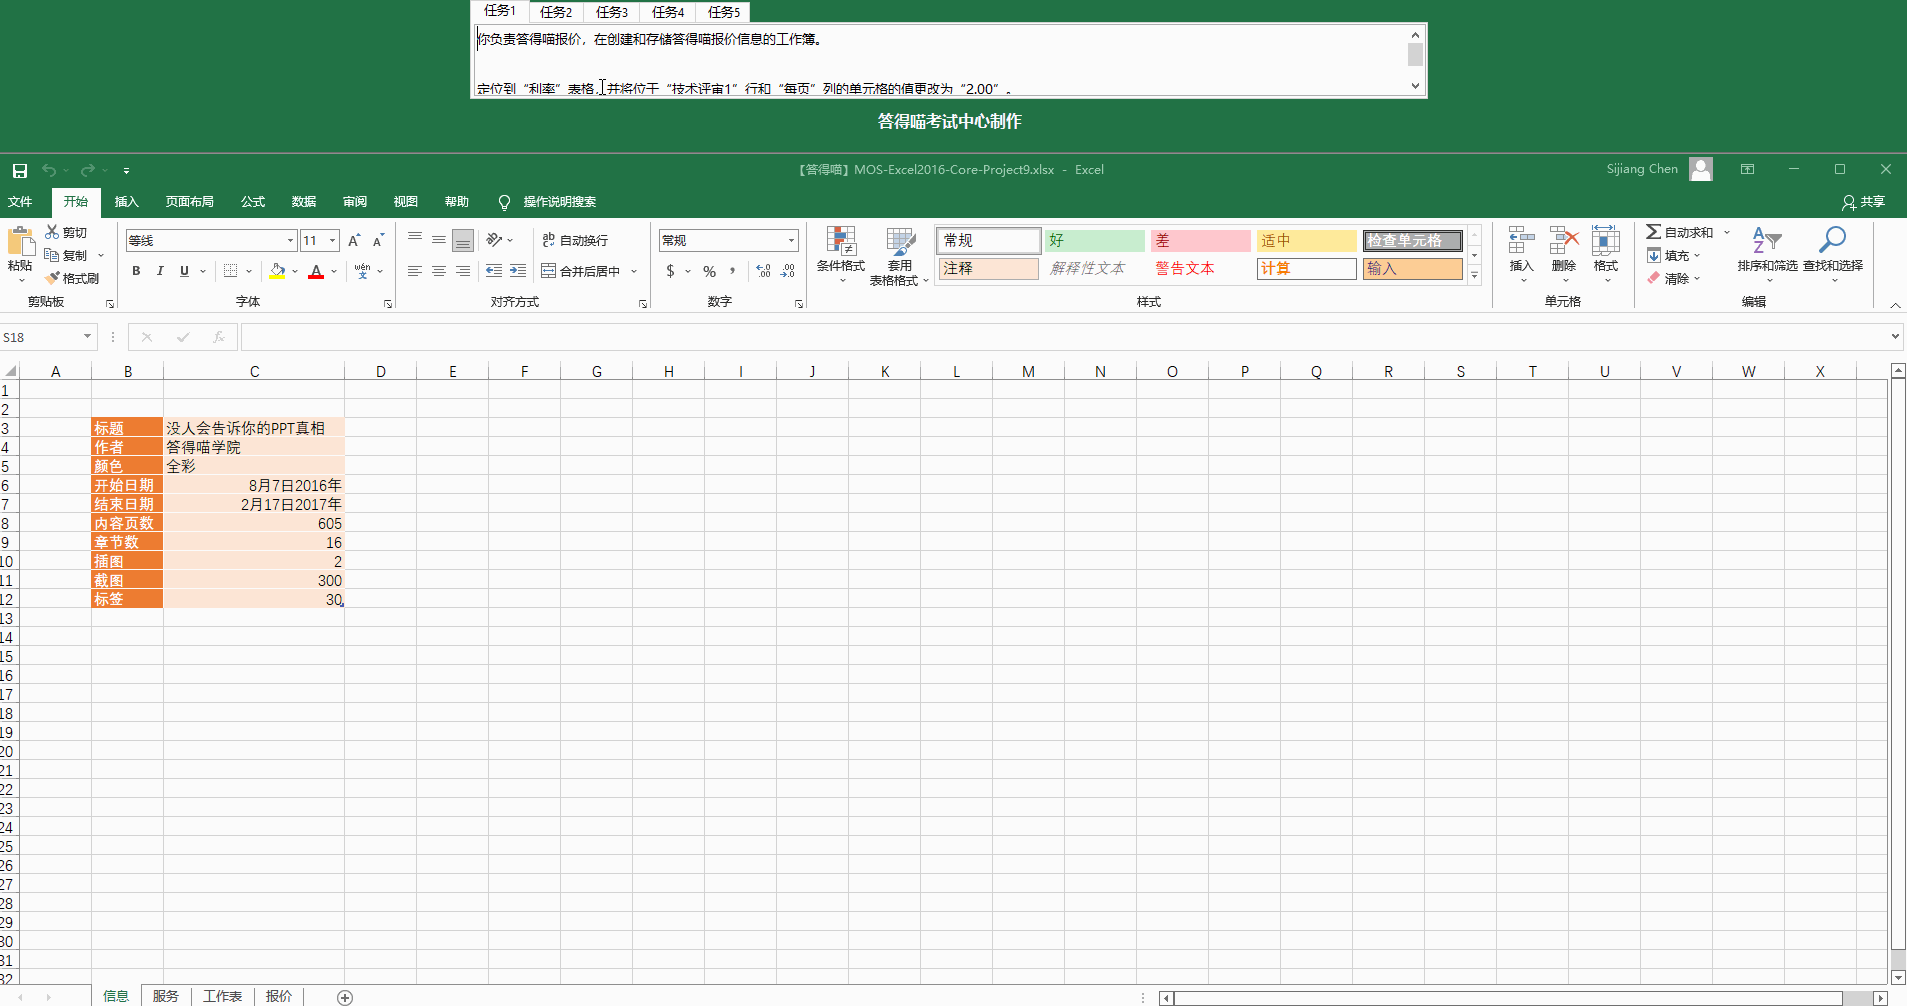 任务1 任务2 任务3 任务4 任务5
你负责答得喵报价，在创建和存储答得喵报价信息的工作簿。
定位到“利率”表格，并将位于“技术评审1”行和“每页”列的单元格的值更改为“2.00”。
答得喵考试中心制作
【答得喵】MOS-Excel2016-Core-Project9.xlsx - Excel
Sijiang Chen
文件 开始 插入 页面布局 公式 数据 审阅 视图 帮助 操作说明搜索 共享
粘贴 剪切 复制 格式刷 剪贴板
等线 11 A A B I U A wén 文 字体
ab 自动换行 合并后居中 对齐方式
常规 $ % , 数字
条件格式 套用 表格格式
常规 好 差 适中 检查单元格
注释 解释性文本 警告文本 计算 输入
样式
插入 删除 格式 单元格
自动求和 填充 清除 排序和筛选 查找和选择 编辑
S18 fx
A B C D E F G H I J K L M N O P Q R S T U V W X
1
2
3 标题 没人会告诉你的PPT真相
4 作者 答得喵学院
5 颜色 全彩
6 开始日期 8月7日2016年
7 结束日期 2月17日2017年
8 内容页数 605
9 章节数 16
10 插图 2
11 截图 300
12 标签 30
13
14
15
16
17
18
19
20
21
22
23
24
25
26
27
28
29
30
31
32
信息 服务 工作表 报价